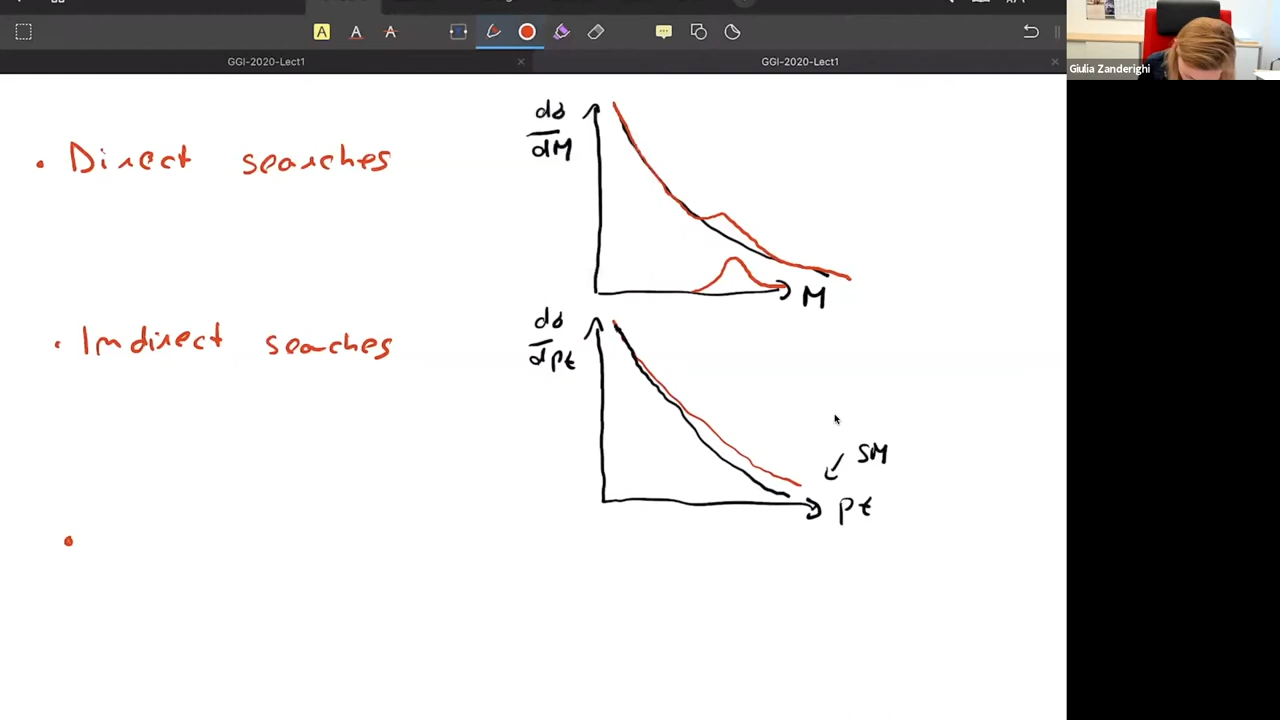 A A A
GGI-2020-Lect1 × GGI-2020-Lect1 ×
Giulia Zanderighi
• Direct searches
dσ
dM
M
• Indirect searches
dσ
dpt
SM
pt
•